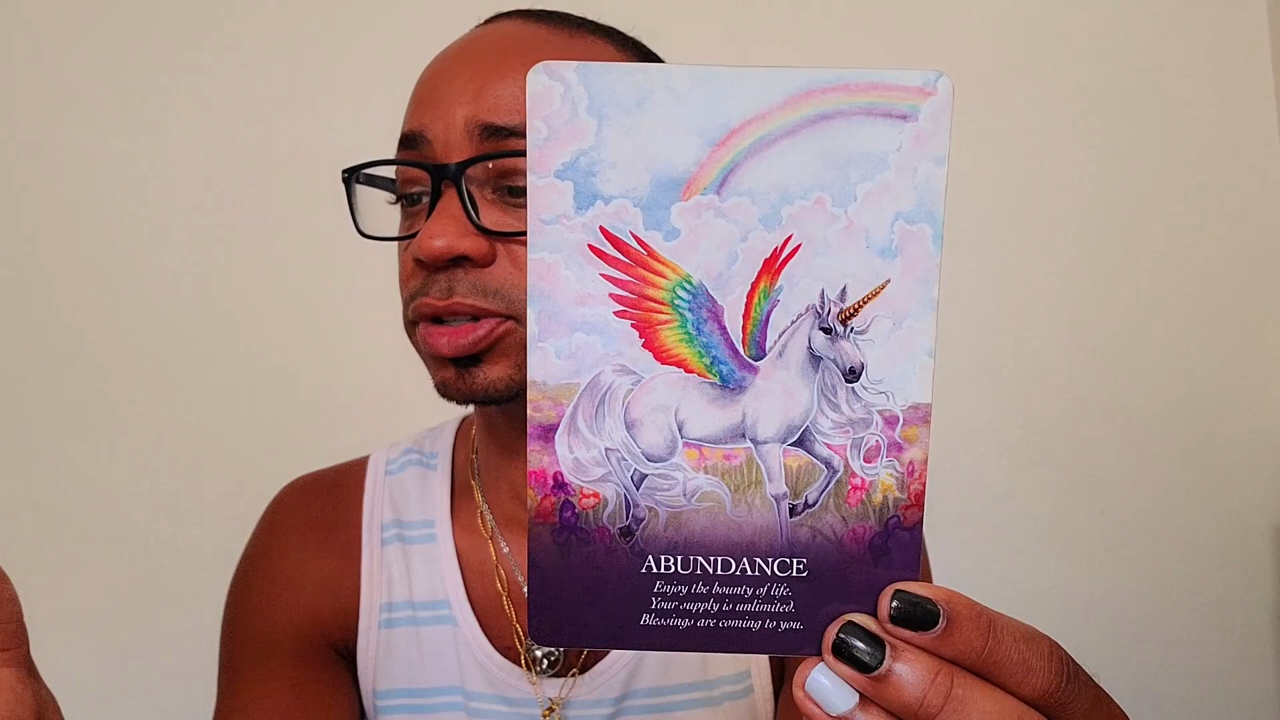 ABUNDANCE
Enjoy the bounty of life.
Your supply is unlimited.
Blessings are coming to you.